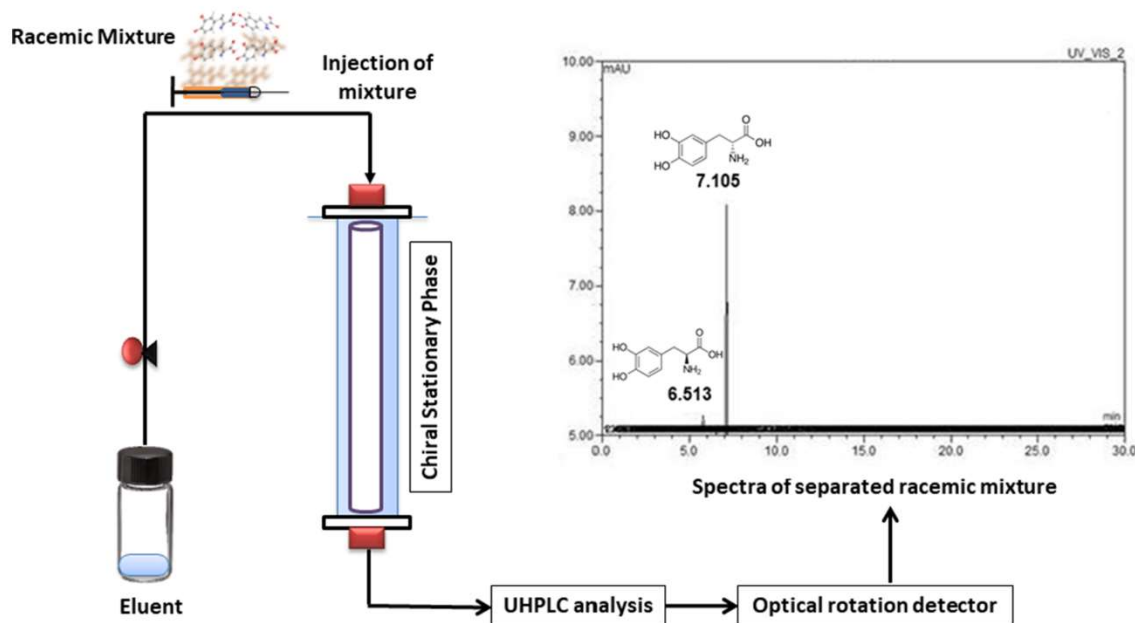 Racemic Mixture
Injection of
mixture
Chiral Stationary Phase
Eluent
UHPLC analysis
Optical rotation detector
Spectra of separated racemic mixture
UV_VIS_2
mAU
10.00
9.00
8.00
7.00
6.00
5.00
HO
HO
O
OH
NH₂
7.105
HO
HO
O
OH
NH₂
6.513
min
0.0
5.0
10.0
15.0
20.0
25.0
30.0